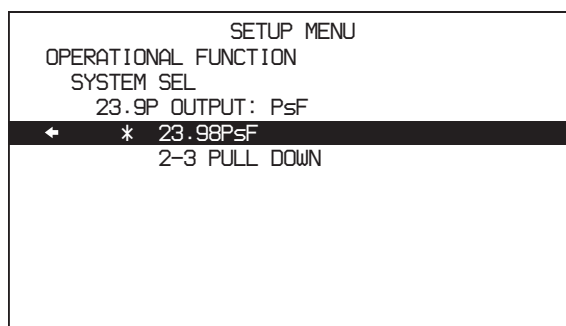 SETUP MENU
OPERATIONAL FUNCTION
SYSTEM SEL
23.9P OUTPUT: PsF
← * 23.98PsF
2-3 PULL DOWN